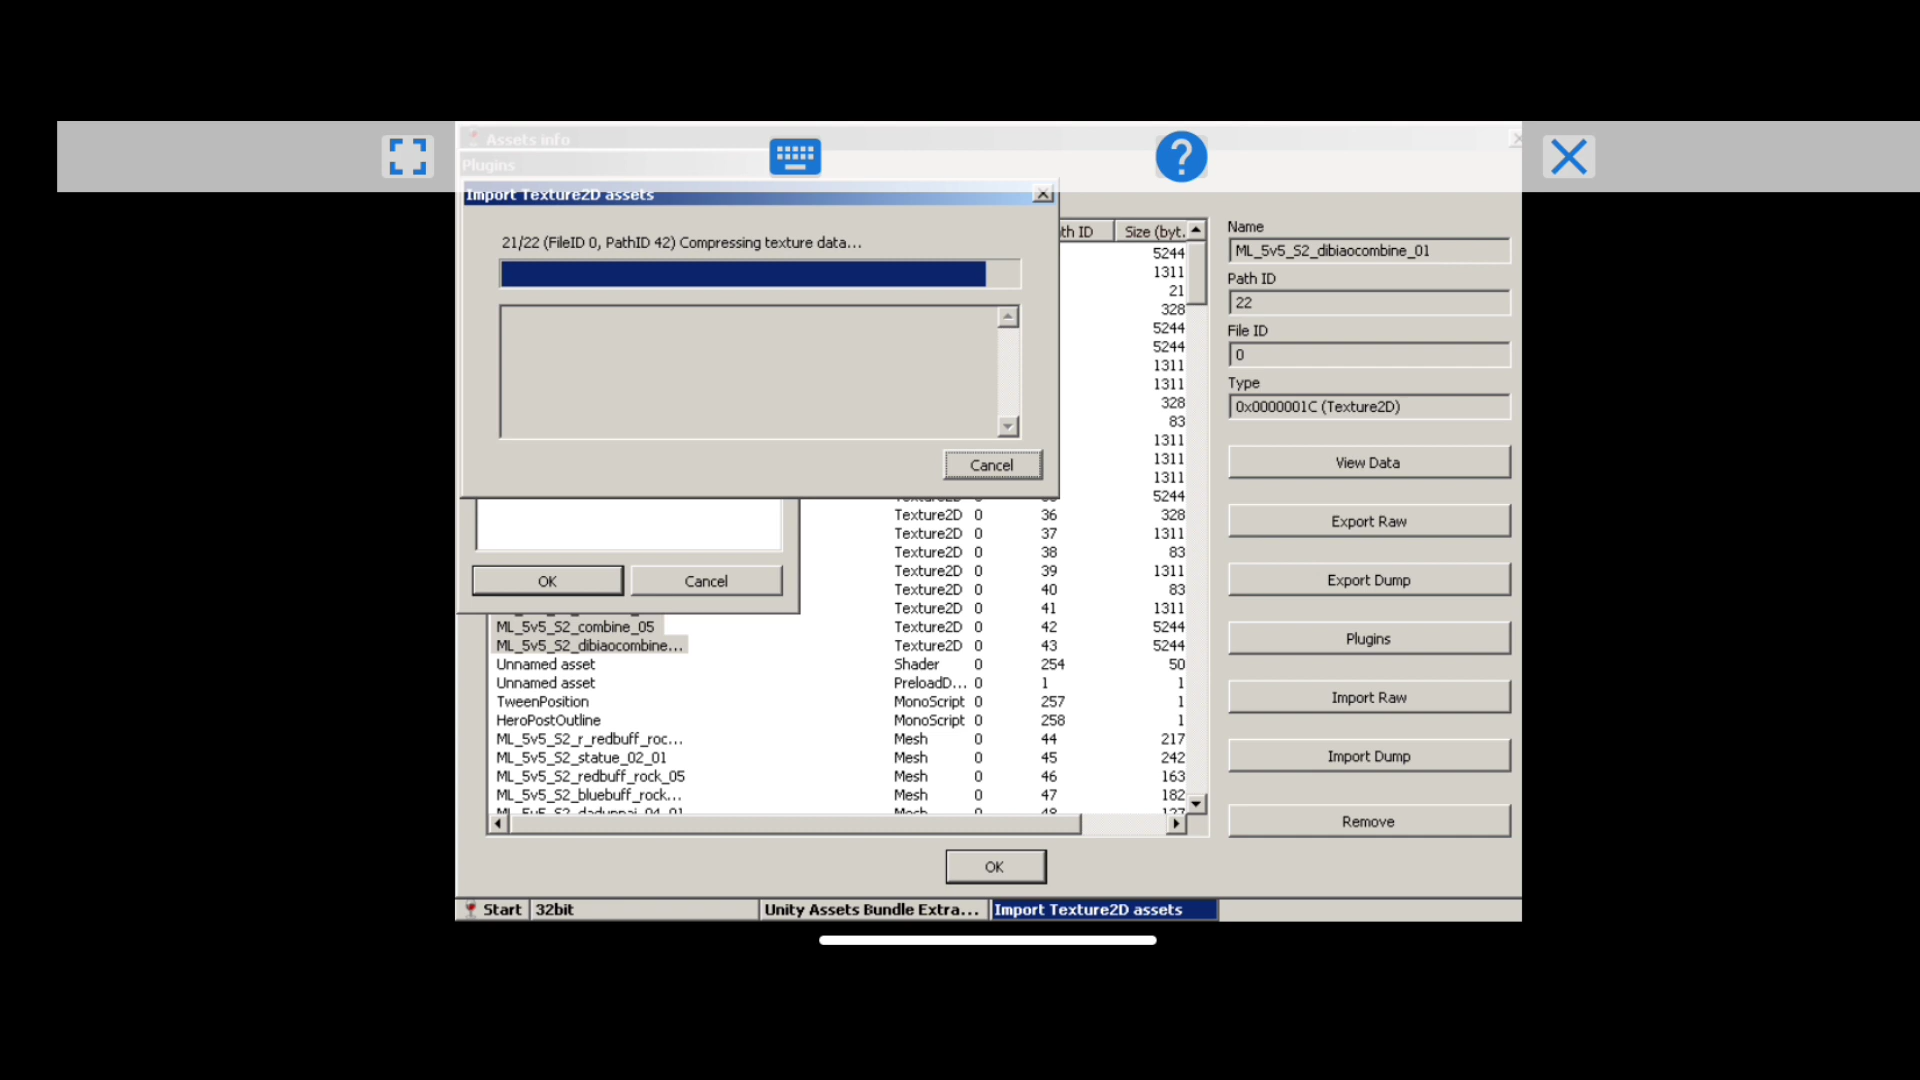 Assets info
Plugins
Import Texture2D assets
21/22 (FileID 0, PathID 42) Compressing texture data...
Cancel
OK
Cancel
th ID Size (byt.
5244
1311
21
328
5244
5244
1311
1311
328
83
1311
1311
1311
5244
Texture2D 0 36 328
Texture2D 0 37 1311
Texture2D 0 38 83
Texture2D 0 39 1311
Texture2D 0 40 83
Texture2D 0 41 1311
ML_5v5_S2_combine_05 Texture2D 0 42 5244
ML_5v5_S2_dibiaocombine... Texture2D 0 43 5244
Unnamed asset Shader 0 254 50
Unnamed asset PreloadD... 0 1 1
TweenPosition MonoScript 0 257 1
HeroPostOutline MonoScript 0 258 1
ML_5v5_S2_r_redbuff_roc... Mesh 0 44 217
ML_5v5_S2_statue_02_01 Mesh 0 45 242
ML_5v5_S2_redbuff_rock_05 Mesh 0 46 163
ML_5v5_S2_bluebuff_rock... Mesh 0 47 182
Name
ML_5v5_S2_dibiaocombine_01
Path ID
22
File ID
0
Type
0x0000001C (Texture2D)
View Data
Export Raw
Export Dump
Plugins
Import Raw
Import Dump
Remove
OK
Start 32bit Unity Assets Bundle Extra... Import Texture2D assets